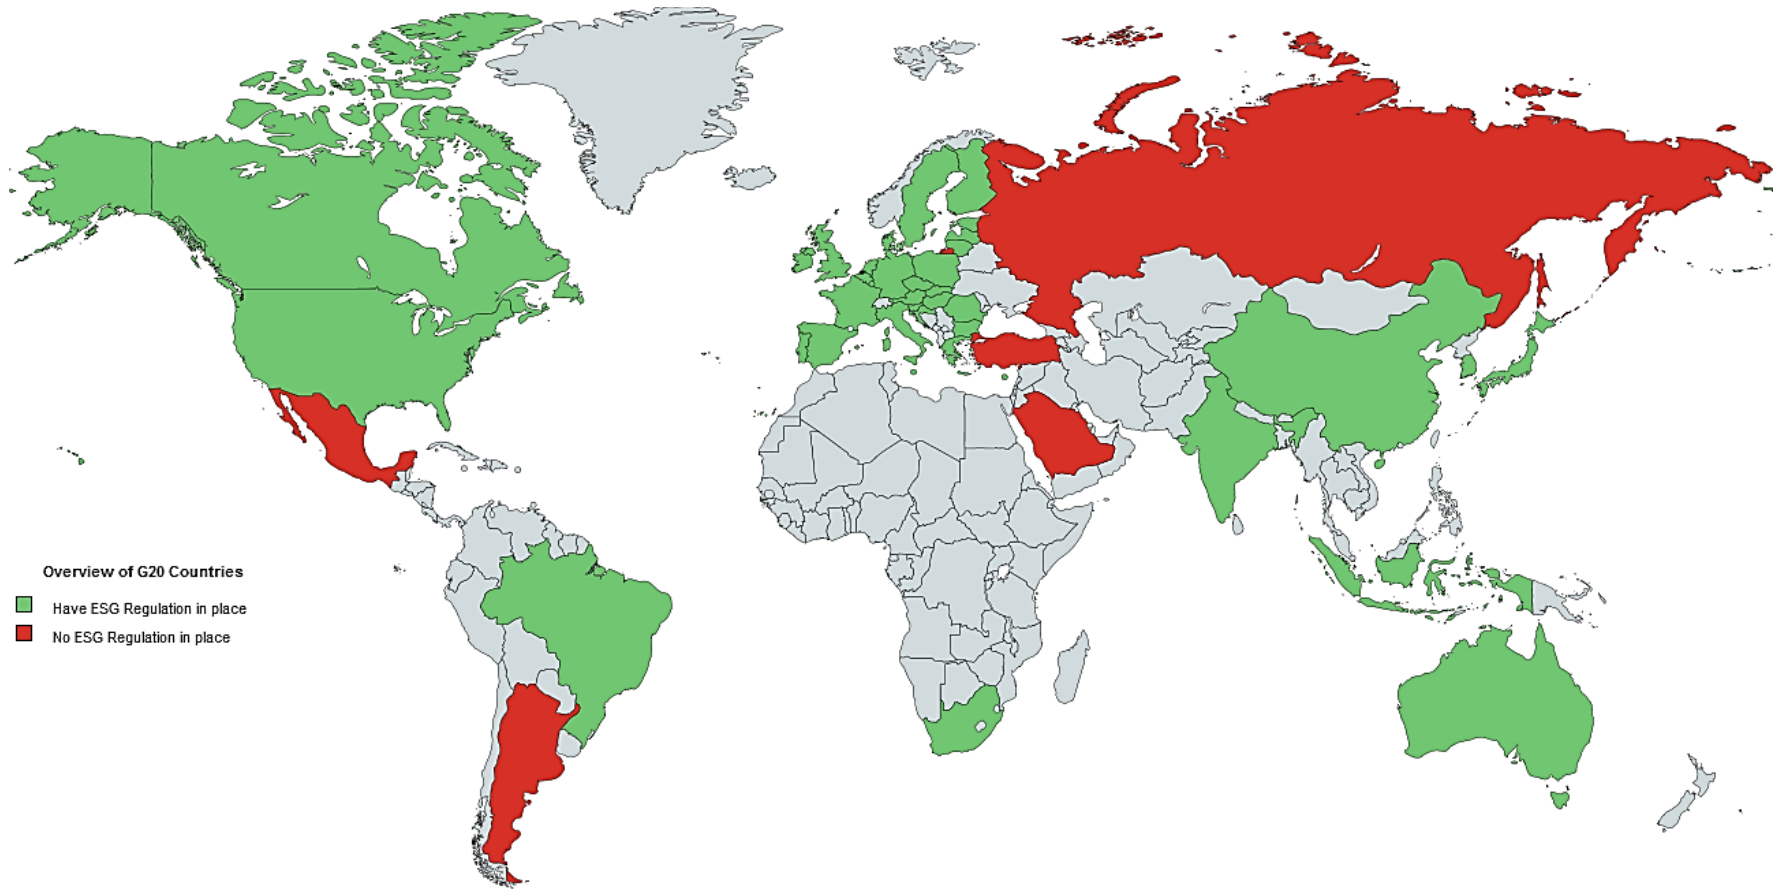 Overview of G20 Countries
Have ESG Regulation in place
No ESG Regulation in place